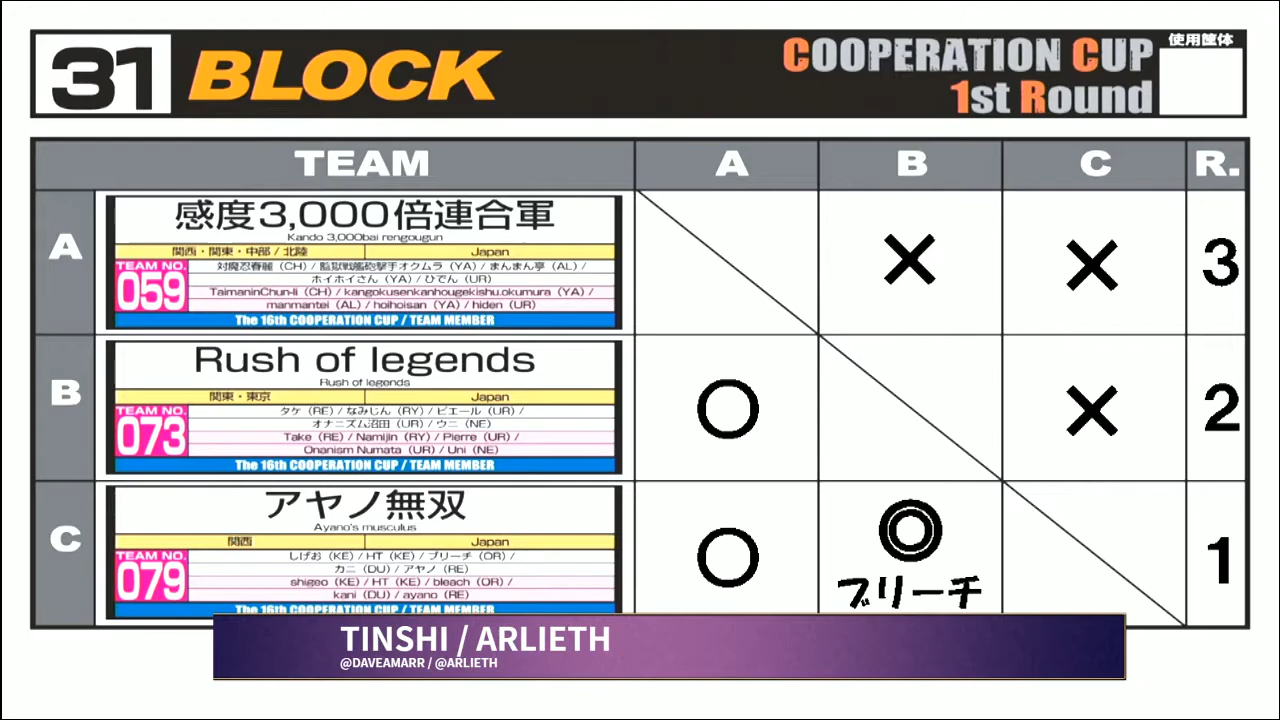 31 BLOCK
COOPERATION CUP
1st Round
使用筐体
TEAM A B C R.
A
感度3,000倍連合軍
Kando 3,000bai rengougun
関西・関東・中部/北陸 Japan
TEAM NO.
059
対魔忍春麗(CH)/監獄戦艦砲撃手オクムラ(YA)/まんまん亭(AL)/
ホイホイさん(YA)/ひでん(UR)
TaimaninChun-li (CH) / kangokusenkanhougekishu.okumura (YA) /
manmantei (AL) / hoihoisan (YA) / hiden (UR)
The 16th COOPERATION CUP / TEAM MEMBER
× × 3
B
Rush of legends
Rush of legends
関東・東京 Japan
TEAM NO.
073
タケ(RE)/なみじん(RY)/ピエール(UR)/
オナニズム沼田(UR)/ウニ(NE)
Take (RE) / Namijin (RY) / Pierre (UR) /
Onanism Numata (UR) / Uni (NE)
The 16th COOPERATION CUP / TEAM MEMBER
○ × 2
C
アヤノ無双
Ayano's musculus
関西 Japan
TEAM NO.
079
しげお(KE)/HT(KE)/ブリーチ(OR)/
カニ(DU)/アヤノ(RE)
shigeo (KE) / HT (KE) / bleach (OR) /
kani (DU) / ayano (RE)
The 16th COOPERATION CUP / TEAM MEMBER
○ ◎ 1
ブリーチ
TINSHI / ARLIETH
@DAVEAMARR / @ARLIETH